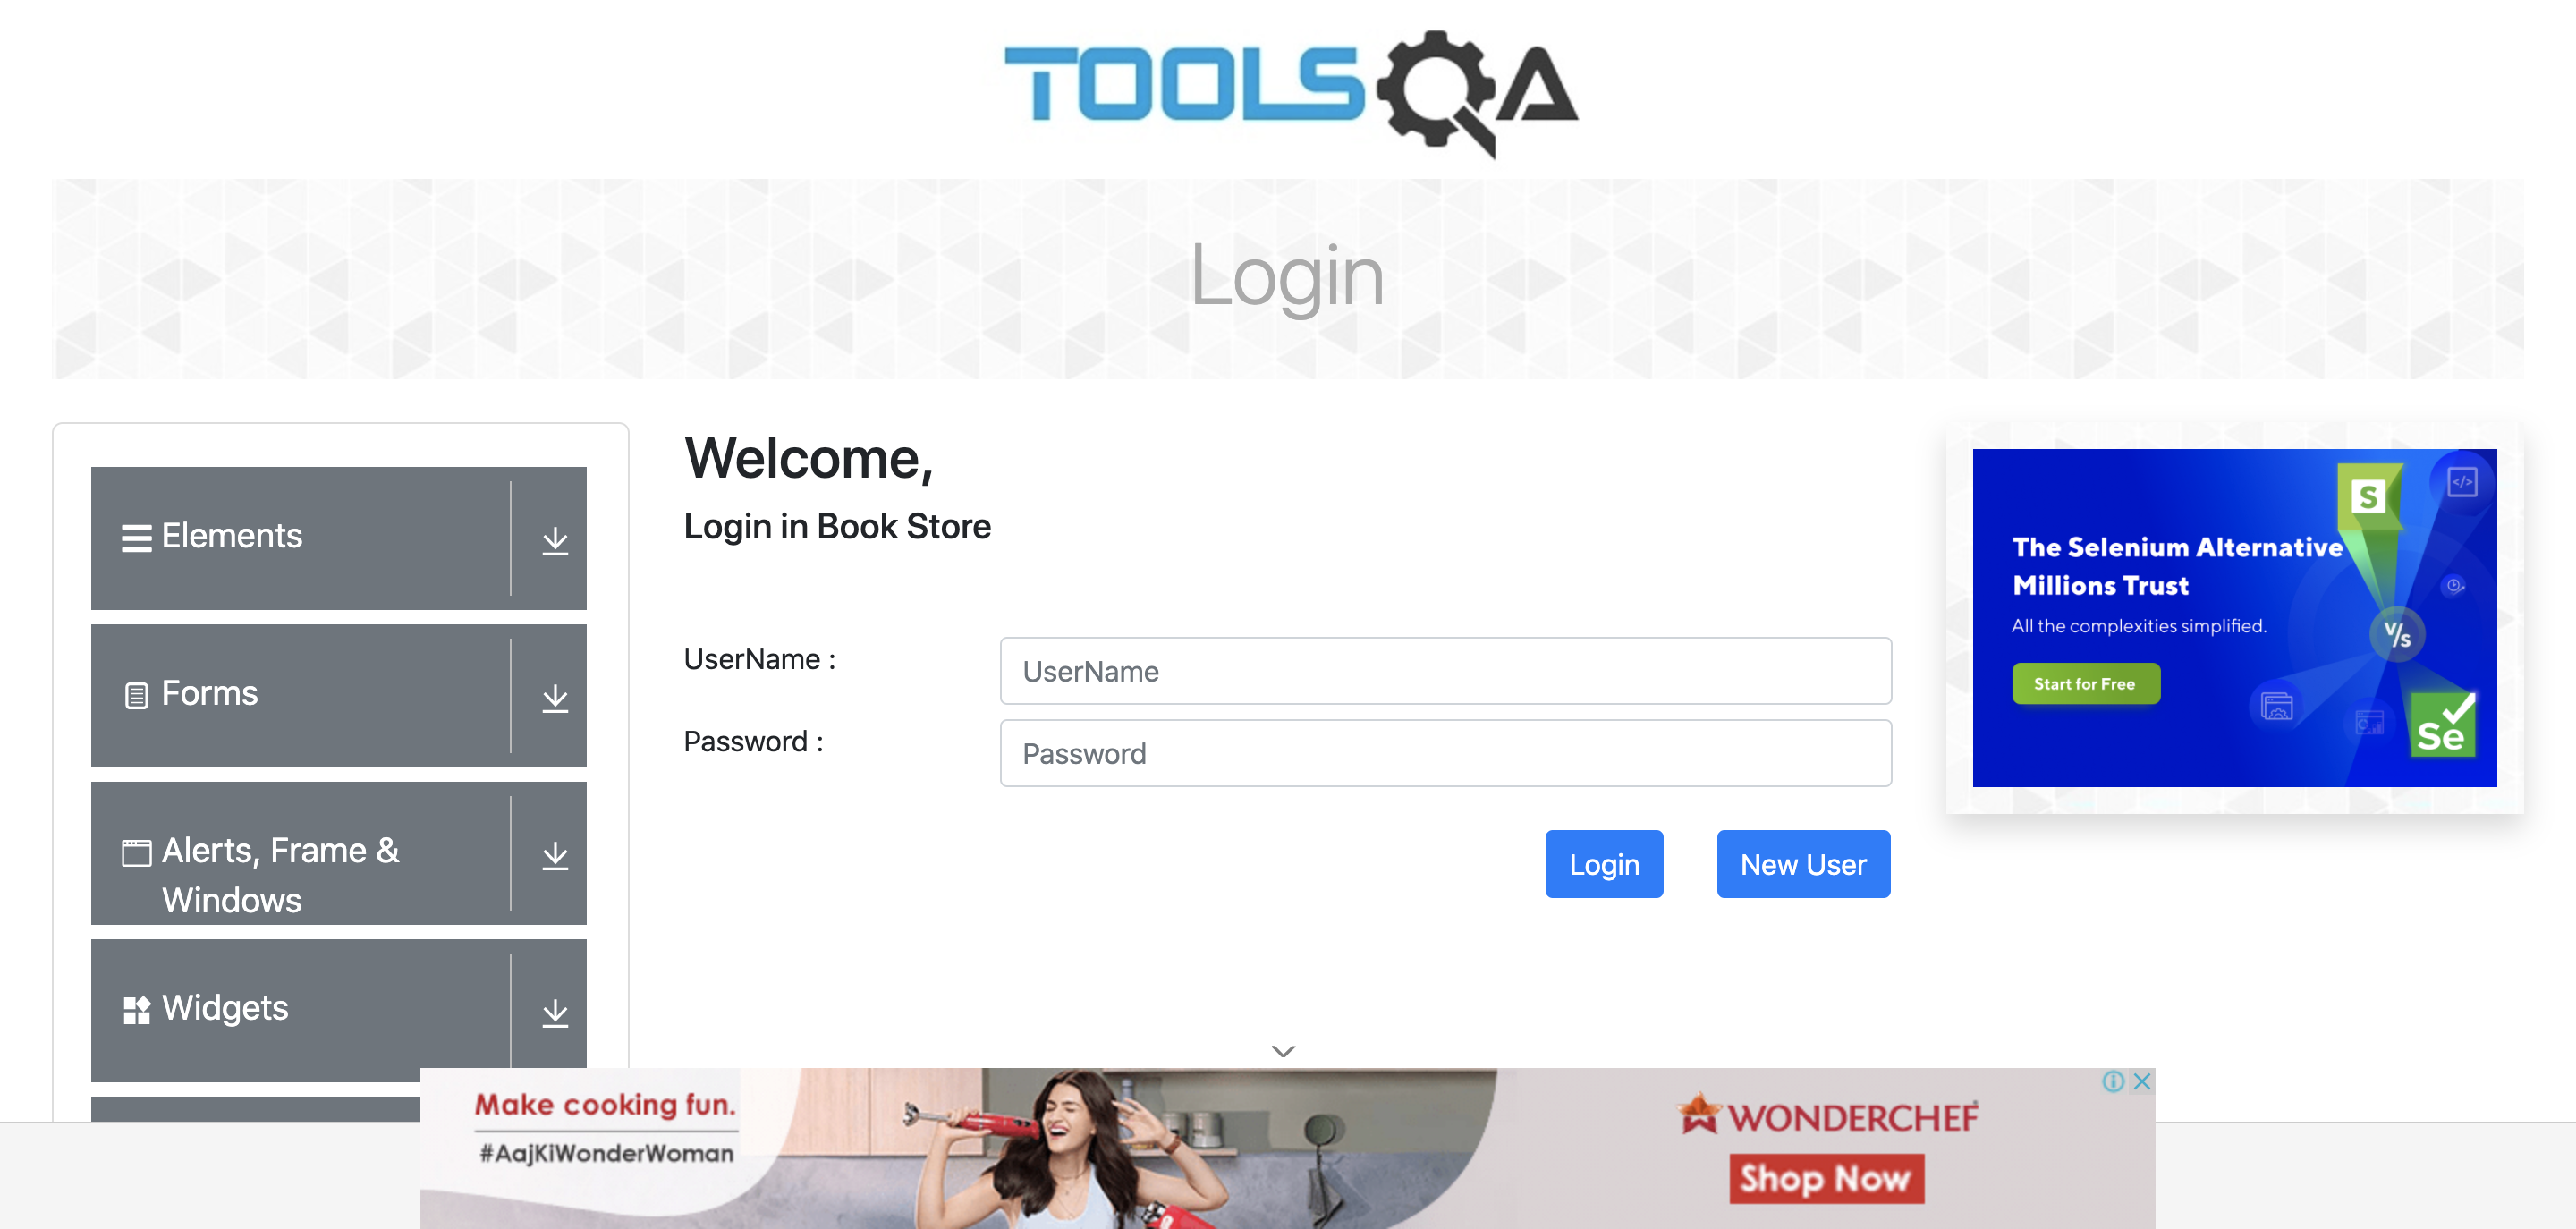 TOOLSQA
Login
Elements
Forms
Alerts, Frame &
Windows
Widgets
Welcome,
Login in Book Store
UserName :
UserName
Password :
Password
Login
New User
The Selenium Alternative
Millions Trust
All the complexities simplified.
Start for Free
S
</>
V/s
Se
Make cooking fun.
#AajKiWonderWoman
WONDERCHEF
Shop Now